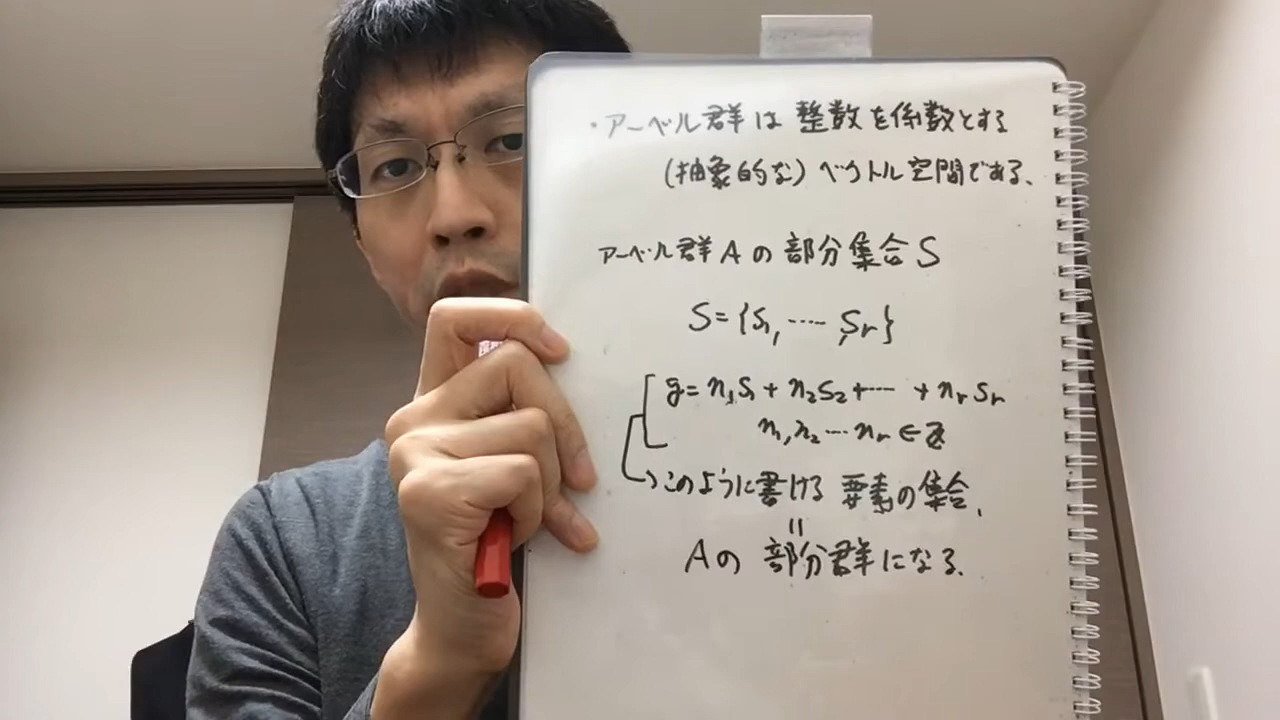 ・アーベル群は 整数を係数とする
(抽象的な) ベクトル空間である、
アーベル群 A の 部分集合 S
S = {S₁, ‥‥ Sᵣ}
g = n₁S₁ + n₂S₂ + ‥‥ + nᵣSᵣ
n₁, n₂ ‥‥ nᵣ ∈ ℤ
このように書ける 要素の集合、
=
Aの 部分群になる、